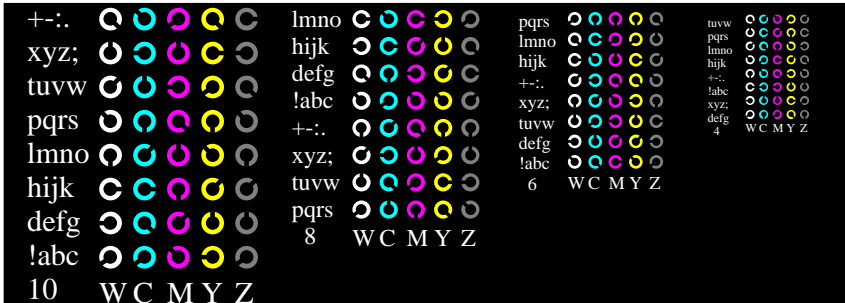 +-:.
xyz;
tuvw
pqrs
lmno
hijk
defg
!abc
10 W C M Y Z
lmno
hijk
defg
!abc
+-:.
xyz;
tuvw
pqrs
8 W C M Y Z
pqrs
lmno
hijk
+-:.
xyz;
tuvw
defg
!abc
6 W C M Y Z
tuvw
pqrs
lmno
hijk
+-:.
!abc
xyz;
defg
4 W C M Y Z